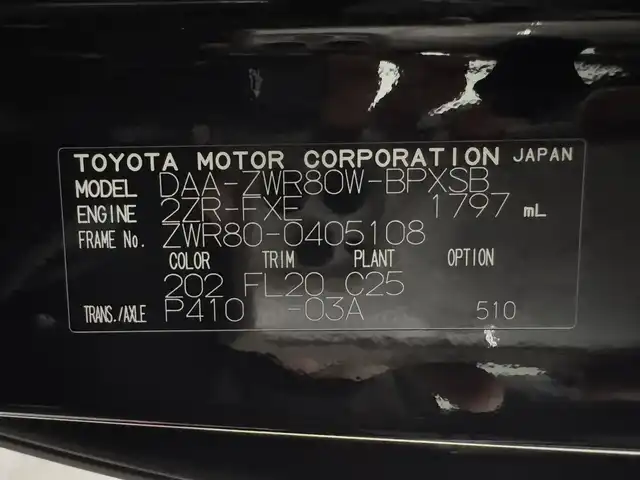 TOYOTA MOTOR CORPORATION JAPAN
MODEL DAA-ZWR80W-BPXSB
ENGINE 2ZR-FXE 1797 mL
FRAME No. ZWR80-0405108
COLOR TRIM PLANT OPTION
202 FL20 C25
TRANS./AXLE P410 -03A 510